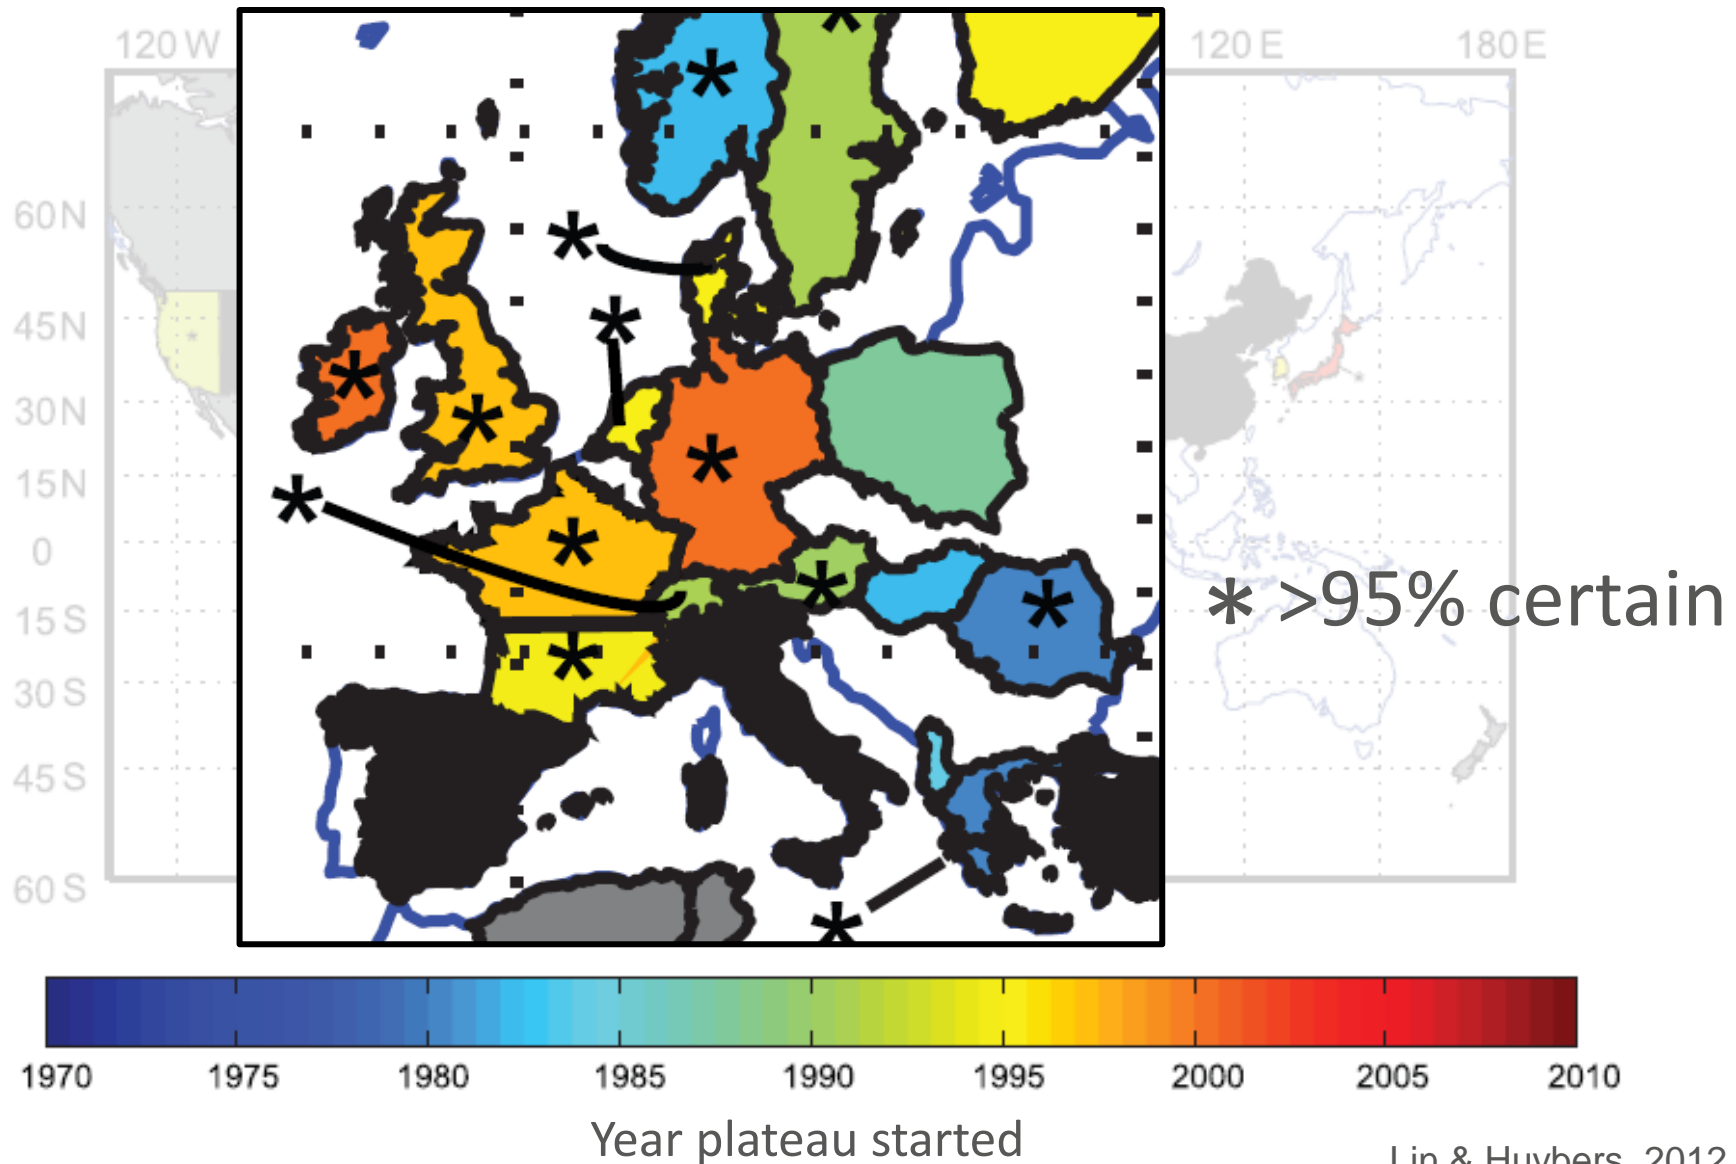 120 W
120 E
180 E
60 N
45 N
30 N
15 N
0
15 S
30 S
45 S
60 S
* >95% certain
1970 1975 1980 1985 1990 1995 2000 2005 2010
Year plateau started
Lin & Huybers, 2012